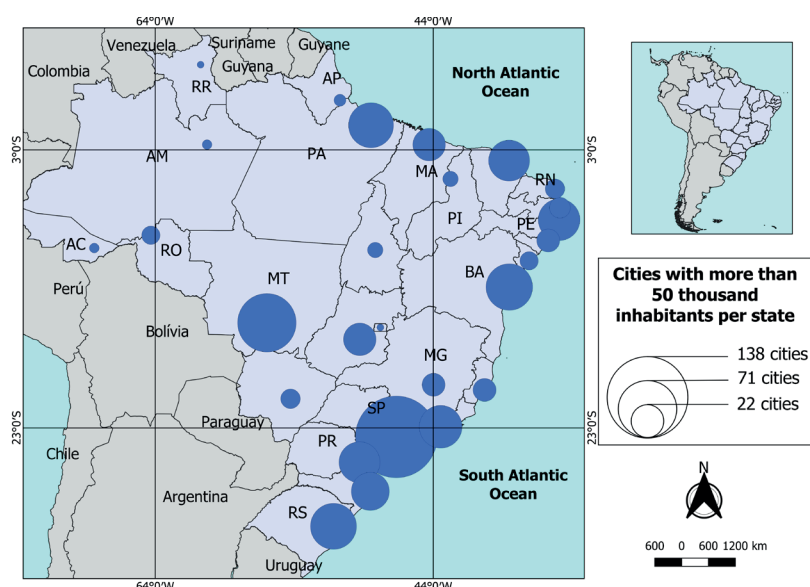 64°0'W
44°0'W
Venezuela
Suriname
Guyane
Colombia
Guyana
RR
AP
North Atlantic
Ocean
3°0'S
3°0'S
AM
PA
MA
RN
PI
PE
AC
RO
BA
MT
Perú
Bolívia
MG
SP
Paraguay
23°0'S
23°0'S
PR
Chile
Argentina
South Atlantic
Ocean
RS
Uruguay
64°0'W
44°0'W
Cities with more than
50 thousand
inhabitants per state
138 cities
71 cities
22 cities
N
600 0 600 1200 km